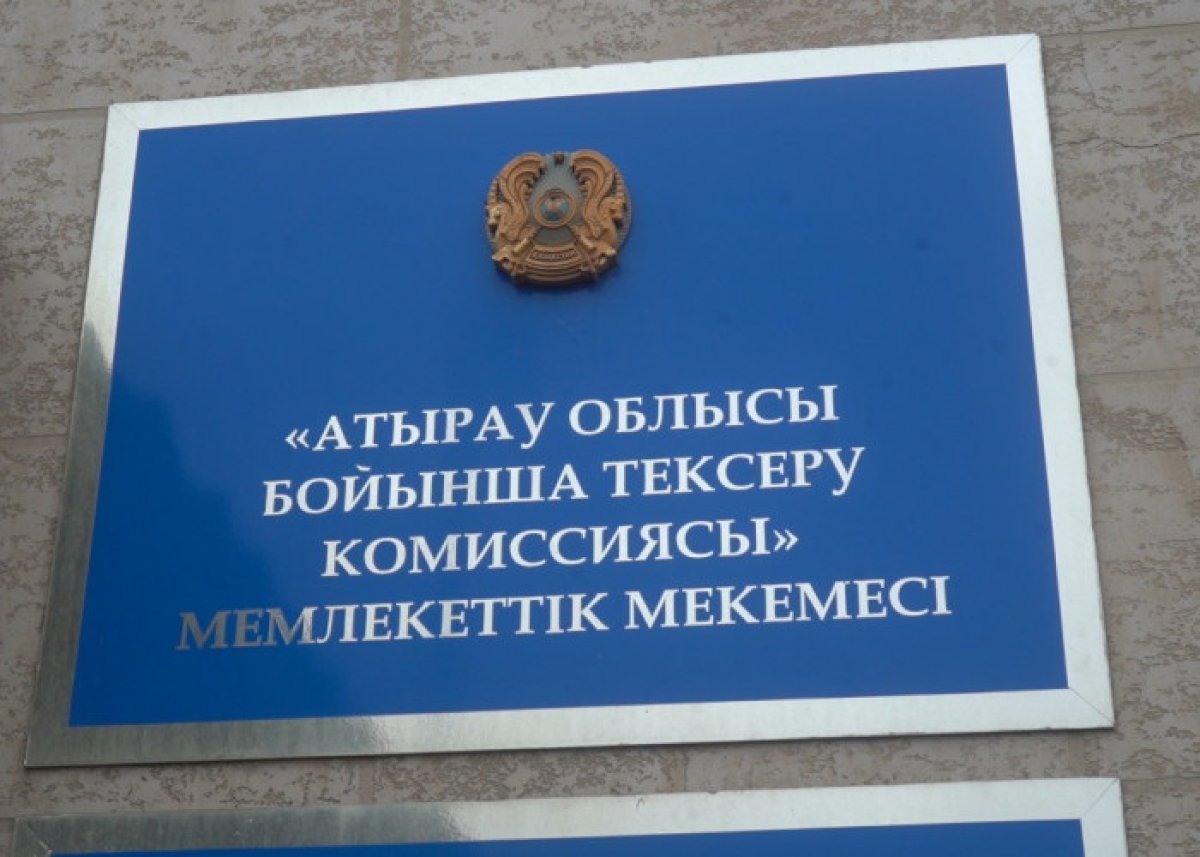 «АТЫРАУ ОБЛЫСЫ
БОЙЫНША ТЕКСЕРУ
КОМИССИЯСЫ»
МЕМЛЕКЕТТІК МЕКЕМЕСІ